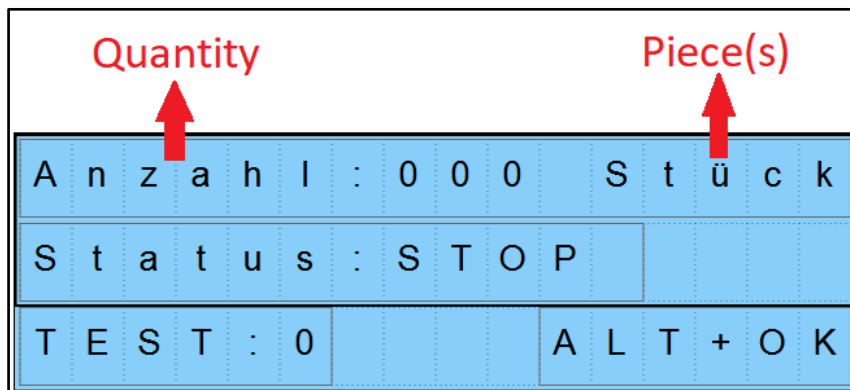 Quantity Piece(s)
Anzahl:000 Stück
Status:STOP
TEST:0 ALT+OK